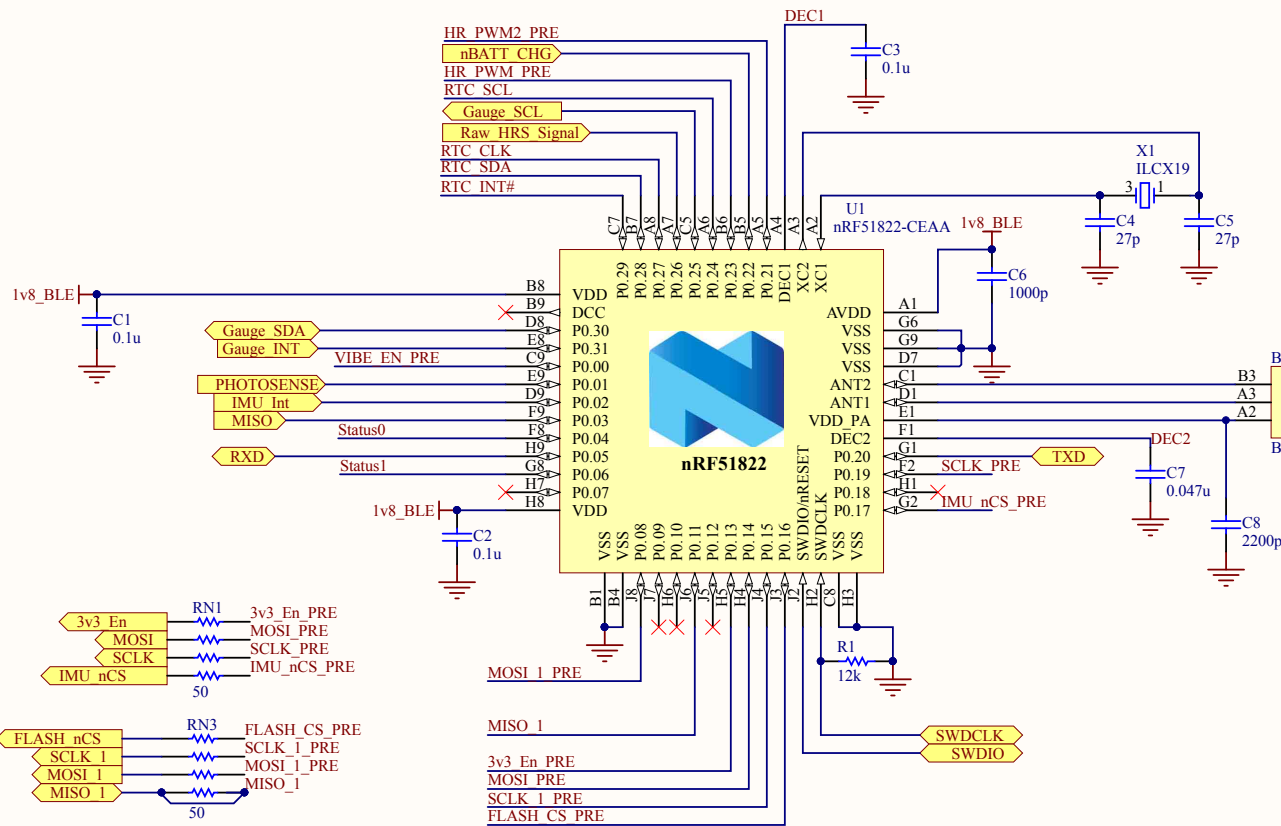 DEC1
HR_PWM2_PRE
nBATT_CHG
HR_PWM_PRE
RTC_SCL
Gauge_SCL
Raw_HRS_Signal
RTC_CLK
RTC_SDA
RTC_INT#
C3
0.1u
X1
ILCX19
3 1
C4
27p
C5
27p
C7 B7 A8 A7 C5 A6 B6 B5 A5 A4 A3 A2
U1
nRF51822-CEAA
1v8_BLE
C6
1000p
P0.29 P0.28 P0.27 P0.26 P0.25 P0.24 P0.23 P0.22 P0.21 DEC1 XC2 XC1
1v8_BLE
C1
0.1u
B8 VDD
B9 DCC
Gauge_SDA D8 P0.30
Gauge_INT E8 P0.31
VIBE_EN_PRE C9 P0.00
PHOTOSENSE E9 P0.01
IMU_Int D9 P0.02
MISO F9 P0.03
Status0 F8 P0.04
RXD H9 P0.05
Status1 G8 P0.06
H7 P0.07
1v8_BLE H8 VDD
C2
0.1u
nRF51822
AVDD A1
VSS G6
VSS G9
VSS D7
ANT2 C1 B3
ANT1 D1 A3
VDD_PA E1 A2
DEC2 F1 DEC2
P0.20 G1 TXD
P0.19 F2 SCLK_PRE
P0.18 H1
P0.17 G2 IMU_nCS_PRE
B
B
C7
0.047u
C8
2200p
VSS VSS P0.08 P0.09 P0.10 P0.11 P0.12 P0.13 P0.14 P0.15 P0.16 SWDIO/nRESET SWDCLK VSS VSS
B1 B4 J8 J7 H6 J6 J5 H5 H4 J4 J3 J2 H2 C8 H3
R1
12k
MOSI_1_PRE
MISO_1
3v3_En_PRE
MOSI_PRE
SCLK_1_PRE
FLASH_CS_PRE
SWDCLK
SWDIO
RN1
3v3_En 3v3_En_PRE
MOSI MOSI_PRE
SCLK SCLK_PRE
IMU_nCS IMU_nCS_PRE
50
RN3
FLASH_nCS FLASH_CS_PRE
SCLK_1 SCLK_1_PRE
MOSI_1 MOSI_1_PRE
MISO_1 MISO_1
50